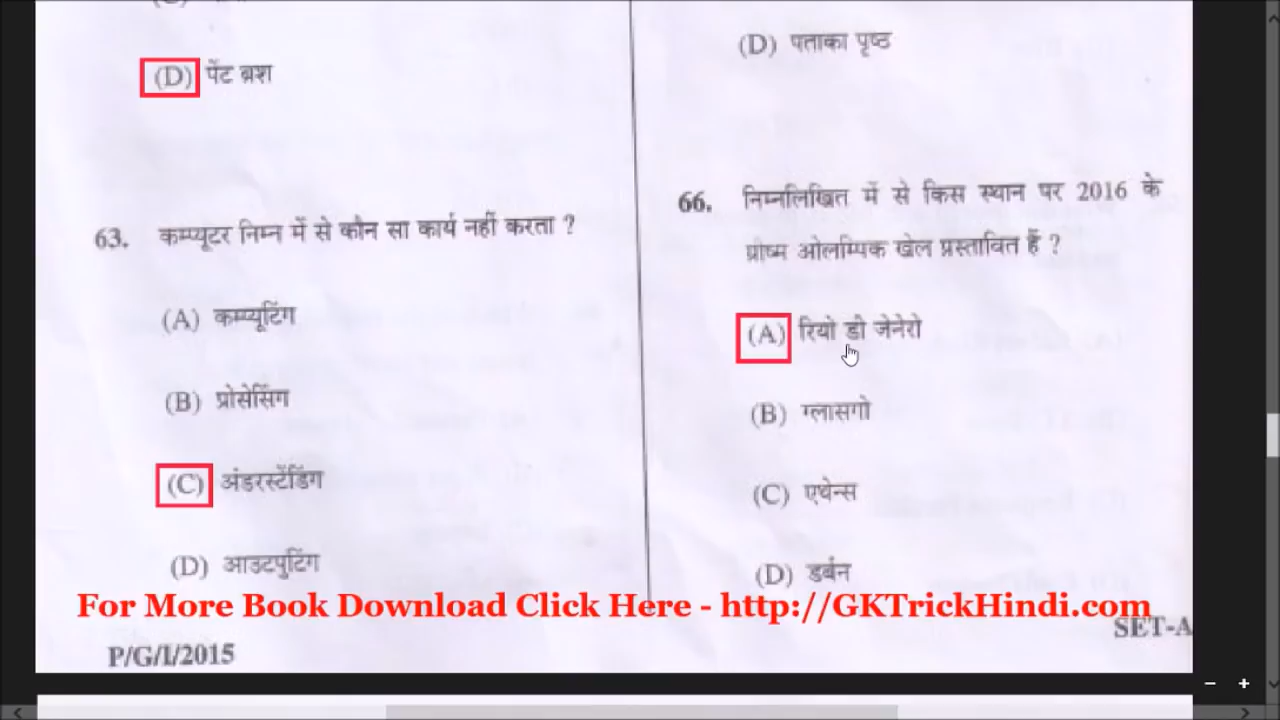 (D) पेंट ब्रश
63. कम्प्यूटर निम्न में से कौन सा कार्य नहीं करता ?
(A) कम्प्यूटिंग
(B) प्रोसेसिंग
(C) अंडरस्टेंडिंग
(D) आउटपुटिंग
(D) पताका पृष्ठ
66. निम्नलिखित में से किस स्थान पर 2016 के
ग्रीष्म ओलम्पिक खेल प्रस्तावित हैं ?
(A) रियो डी जेनेरो
(B) ग्लासगो
(C) एथेन्स
(D) डर्बन
For More Book Download Click Here - http://GKTrickHindi.com
SET-A
P/G/I/2015